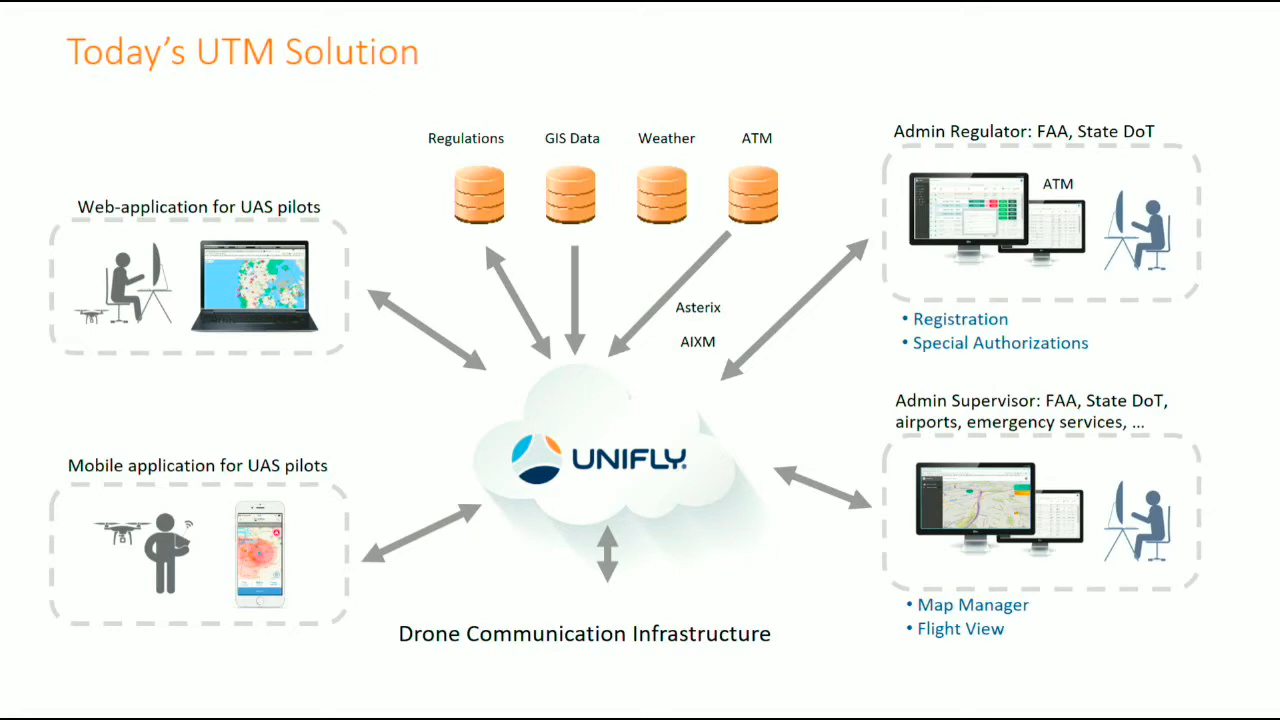 Today's UTM Solution
Regulations
GIS Data
Weather
ATM
Admin Regulator: FAA, State DoT
ATM
Web-application for UAS pilots
Asterix
AIXM
• Registration
• Special Authorizations
Admin Supervisor: FAA, State DoT,
airports, emergency services, ...
UNIFLY®
Mobile application for UAS pilots
• Map Manager
• Flight View
Drone Communication Infrastructure